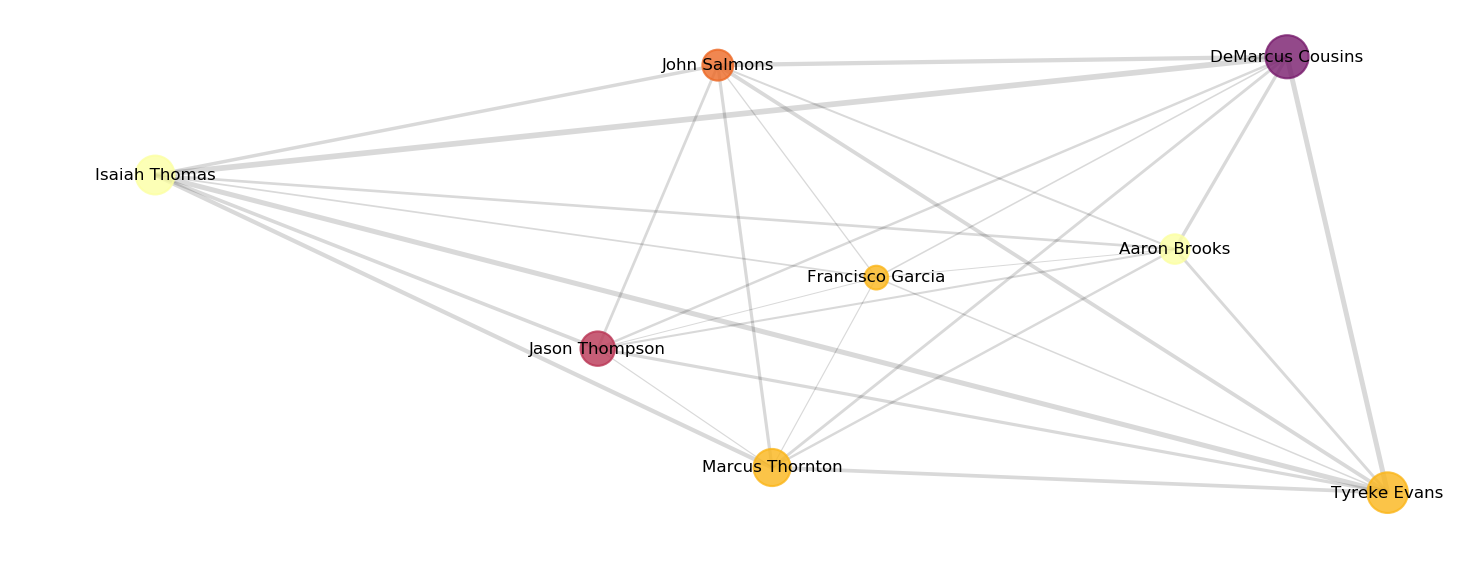 DeMarcus Cousins
John Salmons
Isaiah Thomas
Aaron Brooks
Francisco Garcia
Jason Thompson
Marcus Thornton
Tyreke Evans